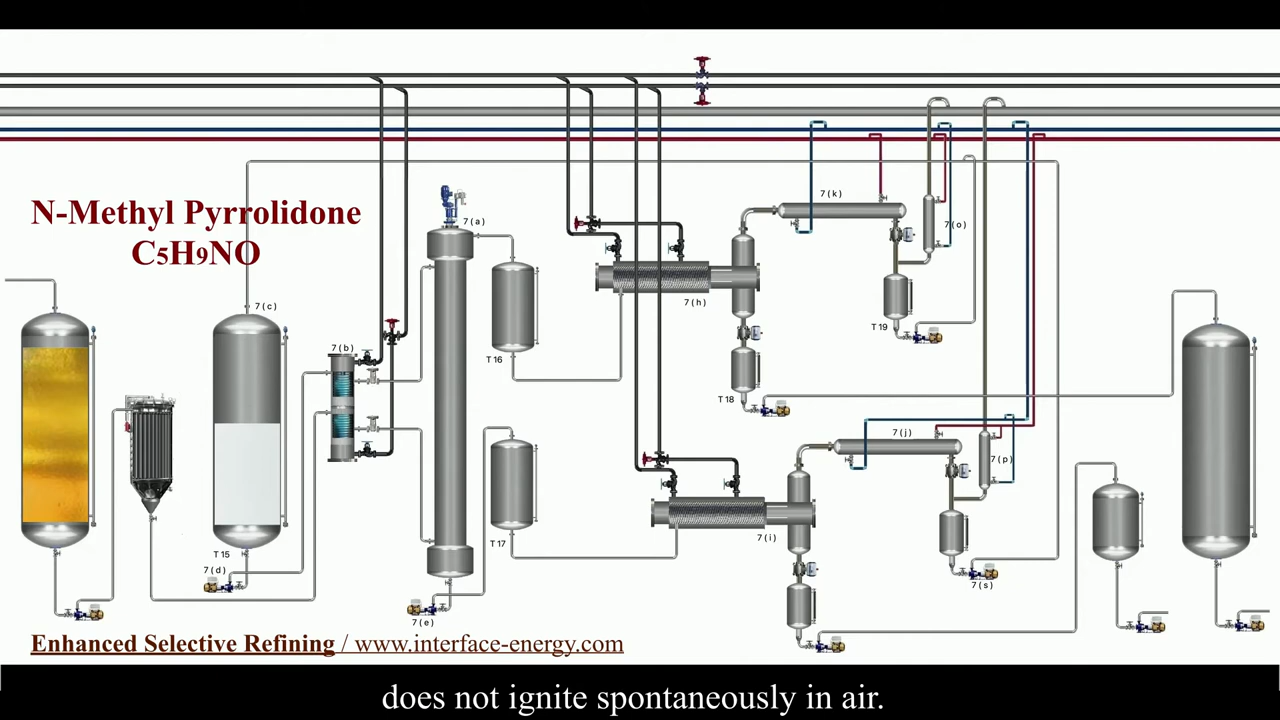 7(k)
7(a)
7(o)
N-Methyl Pyrrolidone
C5H9NO
7(c)
7(h)
T19
7(b)
T16
T18
7(j)
7(p)
T17
7(i)
T15
7(d)
7(s)
7(e)
Enhanced Selective Refining / www.interface-energy.com
does not ignite spontaneously in air.